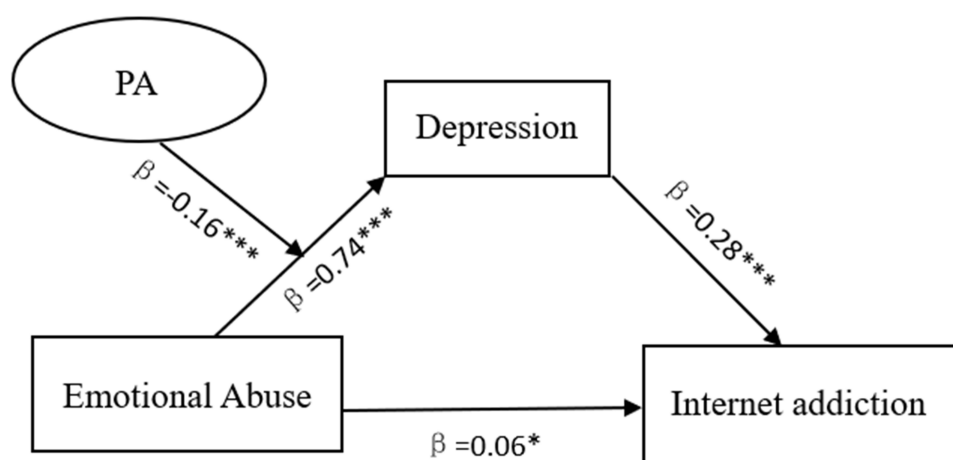 PA
Depression
β =-0.16***
β =0.74***
β =0.28***
Emotional Abuse
Internet addiction
β =0.06*